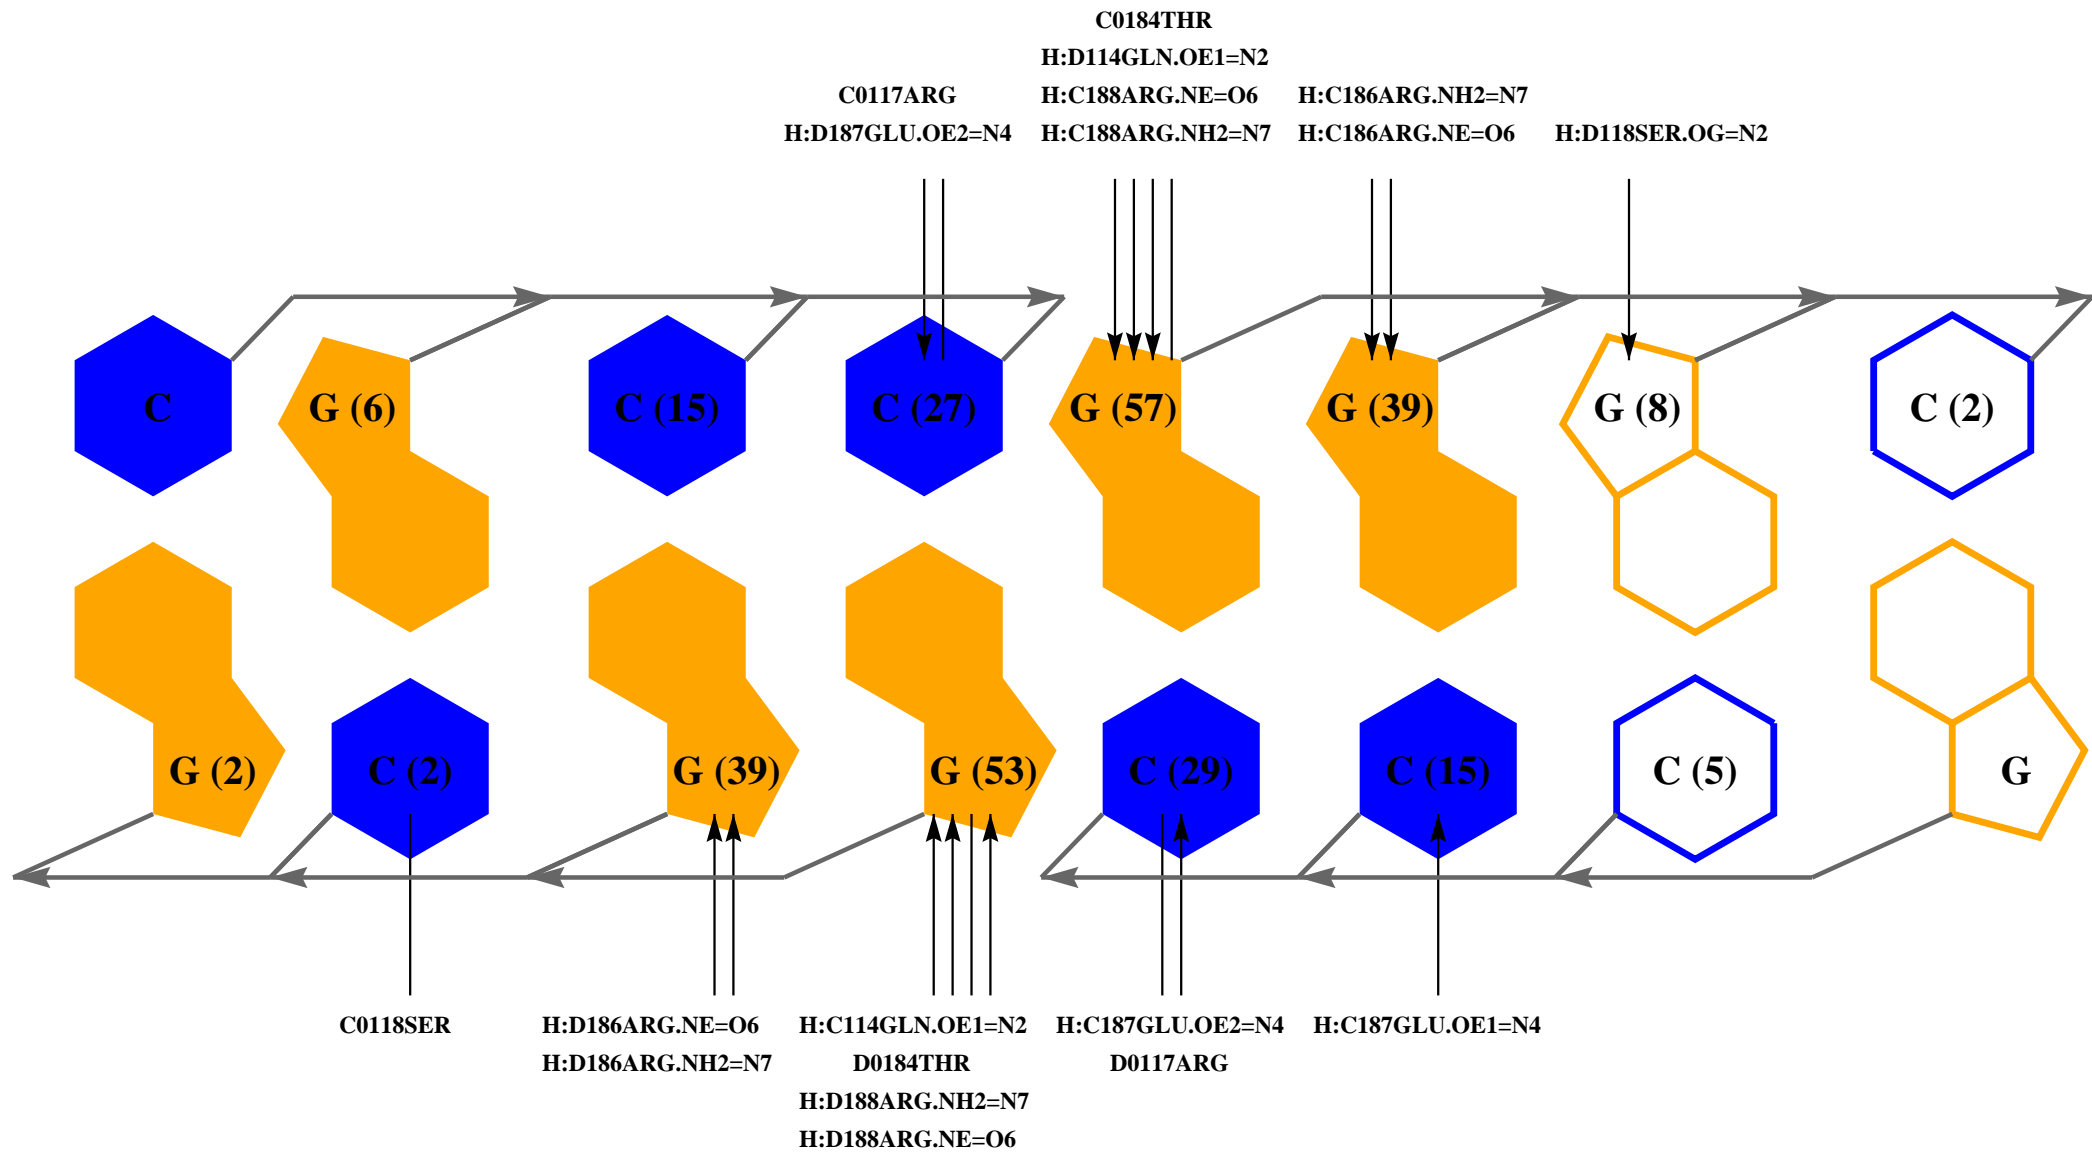 C0184THR
H:D114GLN.OE1=N2
C0117ARG H:C188ARG.NE=O6 H:C186ARG.NH2=N7
H:D187GLU.OE2=N4 H:C188ARG.NH2=N7 H:C186ARG.NE=O6 H:D118SER.OG=N2
C G (6) C (15) C (27) G (57) G (39) G (8) C (2)
G (2) C (2) G (39) G (53) C (29) C (15) C (5) G
C0118SER H:D186ARG.NE=O6 H:C114GLN.OE1=N2 H:C187GLU.OE2=N4 H:C187GLU.OE1=N4
H:D186ARG.NH2=N7 D0184THR D0117ARG
H:D188ARG.NH2=N7
H:D188ARG.NE=O6